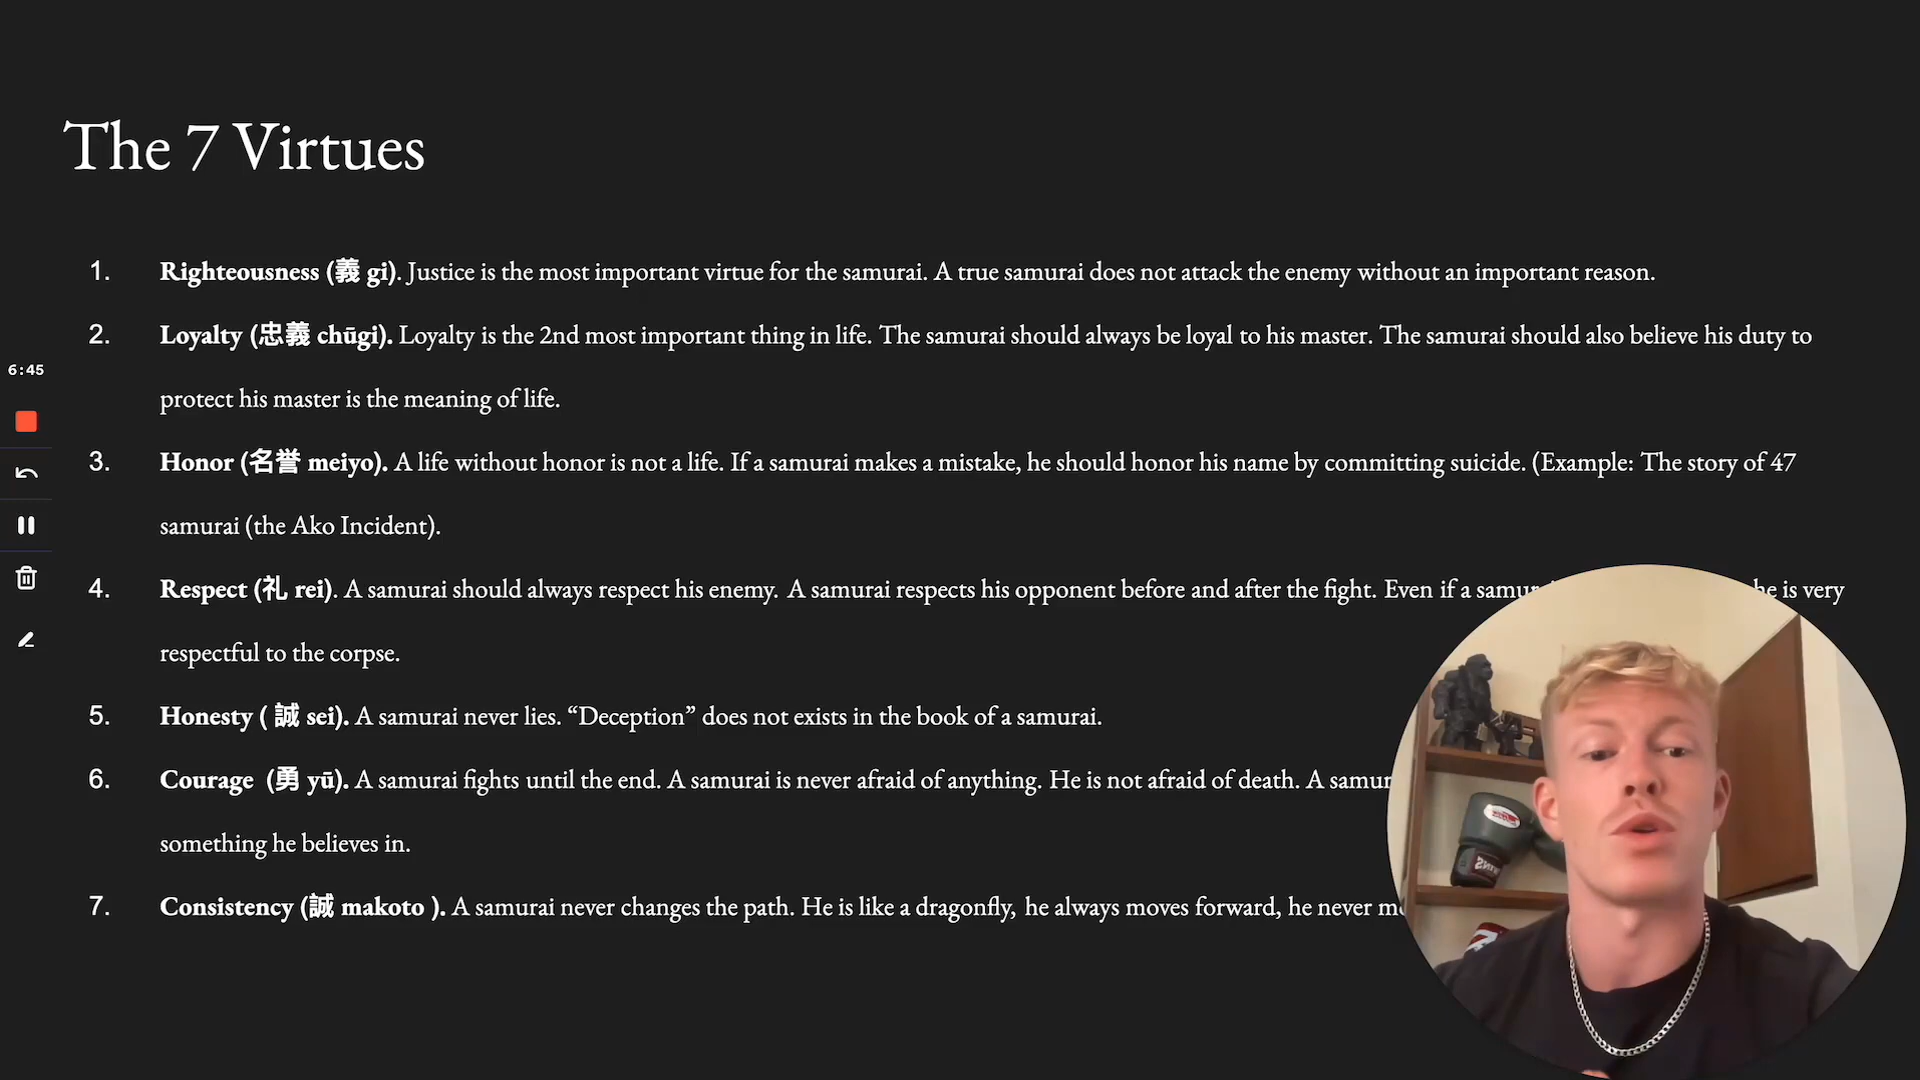 The 7 Virtues
1. Righteousness (義 gi). Justice is the most important virtue for the samurai. A true samurai does not attack the enemy without an important reason.
2. Loyalty (忠義 chūgi). Loyalty is the 2nd most important thing in life. The samurai should always be loyal to his master. The samurai should also believe his duty to
protect his master is the meaning of life.
6:45
3. Honor (名誉 meiyo). A life without honor is not a life. If a samurai makes a mistake, he should honor his name by committing suicide. (Example: The story of 47
samurai (the Ako Incident).
4. Respect (礼 rei). A samurai should always respect his enemy. A samurai respects his opponent before and after the fight. Even if a he is very
respectful to the corpse.
5. Honesty ( 誠 sei). A samurai never lies. “Deception” does not exists in the book of a samurai.
6. Courage (勇 yū). A samurai fights until the end. A samurai is never afraid of anything. He is not afraid of death. A
something he believes in.
7. Consistency (誠 makoto ). A samurai never changes the path. He is like a dragonfly, he always moves forward, he never